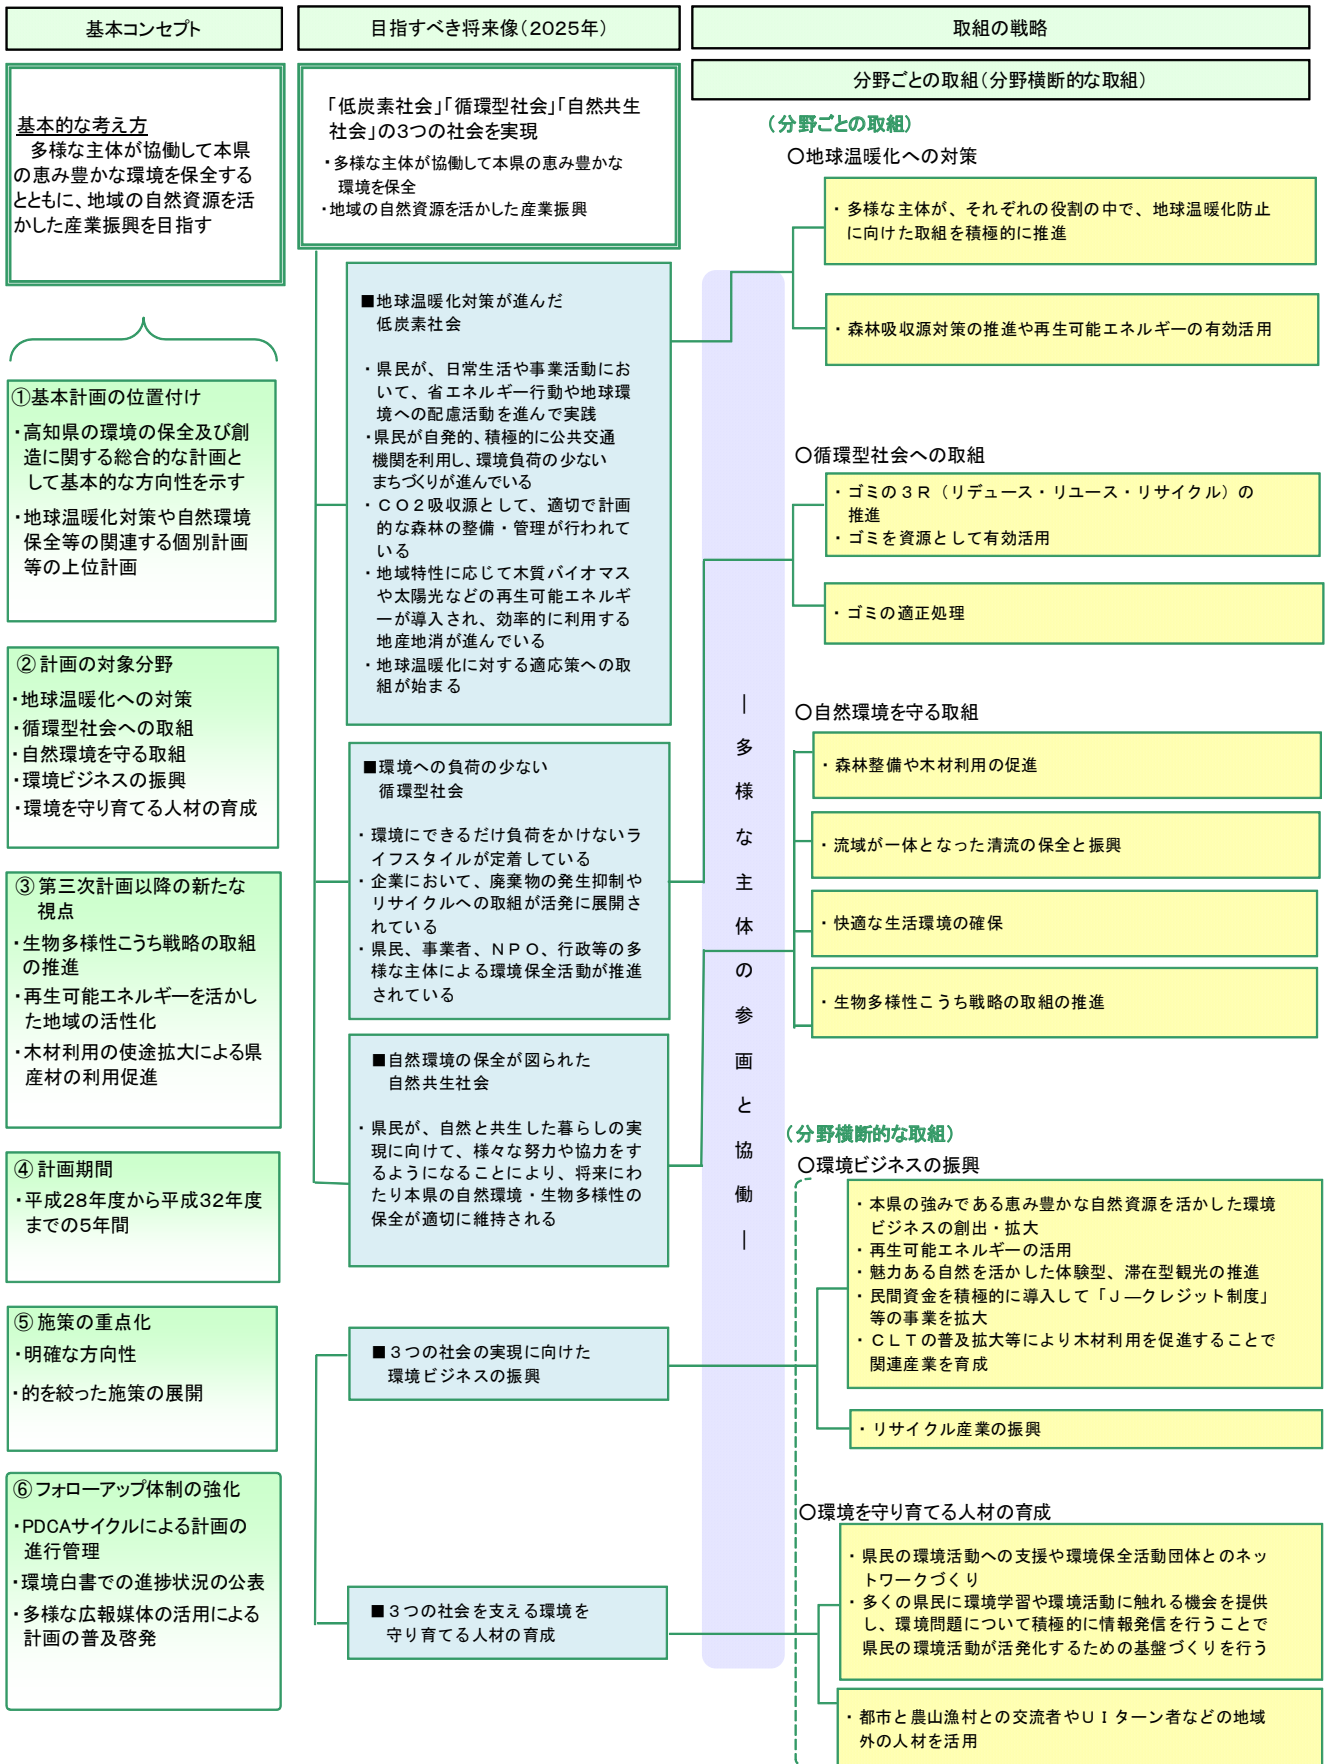 基本コンセプト
基本的な考え方
多様な主体が協働して本県
の恵み豊かな環境を保全する
とともに、地域の自然資源を活
かした産業振興を目指す
①基本計画の位置付け
・高知県の環境の保全及び創
造に関する総合的な計画と
して基本的な方向性を示す
・地球温暖化対策や自然環境
保全等の関連する個別計画
等の上位計画
②計画の対象分野
・地球温暖化への対策
・循環型社会への取組
・自然環境を守る取組
・環境ビジネスの振興
・環境を守り育てる人材の育成
③第三次計画以降の新たな
視点
・生物多様性こうち戦略の取組
の推進
・再生可能エネルギーを活かし
た地域の活性化
・木材利用の使途拡大による県
産材の利用促進
④計画期間
・平成28年度から平成32年度
までの5年間
⑤施策の重点化
・明確な方向性
・的を絞った施策の展開
⑥フォローアップ体制の強化
・PDCAサイクルによる計画の
進行管理
・環境白書での進捗状況の公表
・多様な広報媒体の活用による
計画の普及啓発
目指すべき将来像(2025年)
「低炭素社会」「循環型社会」「自然共生
社会」の3つの社会を実現
・多様な主体が協働して本県の恵み豊かな
環境を保全
・地域の自然資源を活かした産業振興
■地球温暖化対策が進んだ
低炭素社会
・県民が、日常生活や事業活動にお
いて、省エネルギー行動や地球環
境への配慮活動を進んで実践
・県民が自発的、積極的に公共交通
機関を利用し、環境負荷の少ない
まちづくりが進んでいる
・CO2吸収源として、適切で計画
的な森林の整備・管理が行われて
いる
・地域特性に応じて木質バイオマス
や太陽光などの再生可能エネルギ
ーが導入され、効率的に利用する
地産地消が進んでいる
・地球温暖化に対する適応策への取
組が始まる
■環境への負荷の少ない
循環型社会
・環境にできるだけ負荷をかけないラ
イフスタイルが定着している
・企業において、廃棄物の発生抑制や
リサイクルへの取組が活発に展開さ
れている
・県民、事業者、NPO、行政等の多
様な主体による環境保全活動が推進
されている
■自然環境の保全が図られた
自然共生社会
・県民が、自然と共生した暮らしの実
現に向けて、様々な努力や協力をす
るようになることにより、将来にわ
たり本県の自然環境・生物多様性の
保全が適切に維持される
■3つの社会の実現に向けた
環境ビジネスの振興
■3つの社会を支える環境を
守り育てる人材の育成
―多様な主体の参画と協働―
取組の戦略
分野ごとの取組(分野横断的な取組)
(分野ごとの取組)
○地球温暖化への対策
・多様な主体が、それぞれの役割の中で、地球温暖化防止
に向けた取組を積極的に推進
・森林吸収源対策の推進や再生可能エネルギーの有効活用
○循環型社会への取組
・ゴミの3R(リデュース・リユース・リサイクル)の
推進
・ゴミを資源として有効活用
・ゴミの適正処理
○自然環境を守る取組
・森林整備や木材利用の促進
・流域が一体となった清流の保全と振興
・快適な生活環境の確保
・生物多様性こうち戦略の取組の推進
(分野横断的な取組)
○環境ビジネスの振興
・本県の強みである恵み豊かな自然資源を活かした環境
ビジネスの創出・拡大
・再生可能エネルギーの活用
・魅力ある自然を活かした体験型、滞在型観光の推進
・民間資金を積極的に導入して「J―クレジット制度」
等の事業を拡大
・CLTの普及拡大等により木材利用を促進することで
関連産業を育成
・リサイクル産業の振興
○環境を守り育てる人材の育成
・県民の環境活動への支援や環境保全活動団体とのネッ
トワークづくり
・多くの県民に環境学習や環境活動に触れる機会を提供
し、環境問題について積極的に情報発信を行うことで
県民の環境活動が活発化するための基盤づくりを行う
・都市と農山漁村との交流者やUIターン者などの地域
外の人材を活用